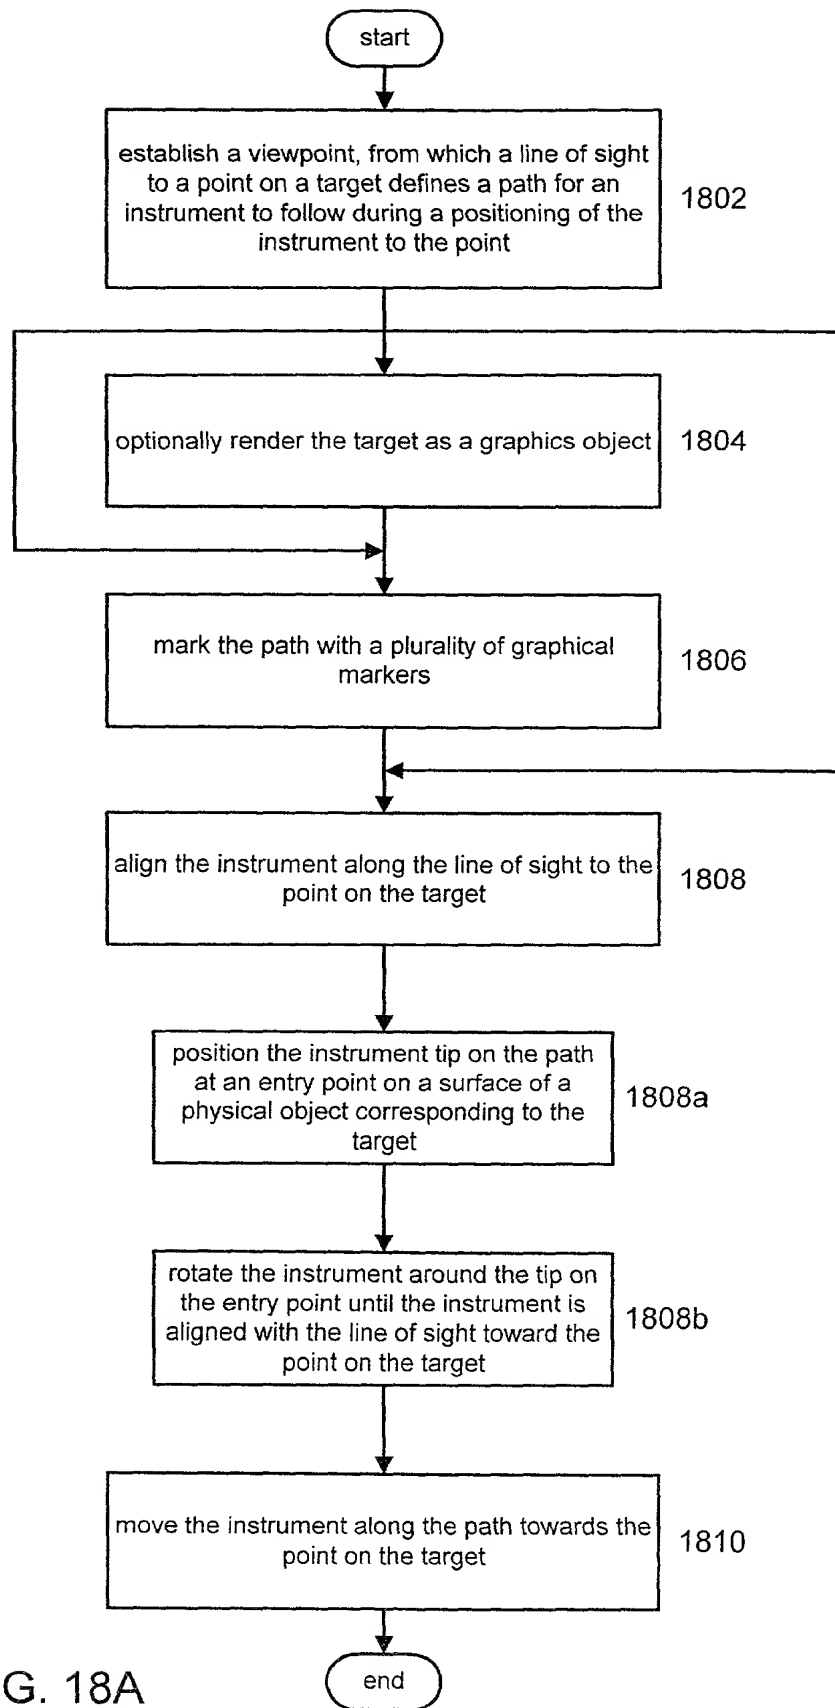 start
establish a viewpoint, from which a line of sight
to a point on a target defines a path for an
instrument to follow during a positioning of the
instrument to the point
1802
optionally render the target as a graphics object
1804
mark the path with a plurality of graphical
markers
1806
align the instrument along the line of sight to the
point on the target
1808
position the instrument tip on the path
at an entry point on a surface of a
physical object corresponding to the
target
1808a
rotate the instrument around the tip on
the entry point until the instrument is
aligned with the line of sight toward the
point on the target
1808b
move the instrument along the path towards the
point on the target
1810
end
G. 18A